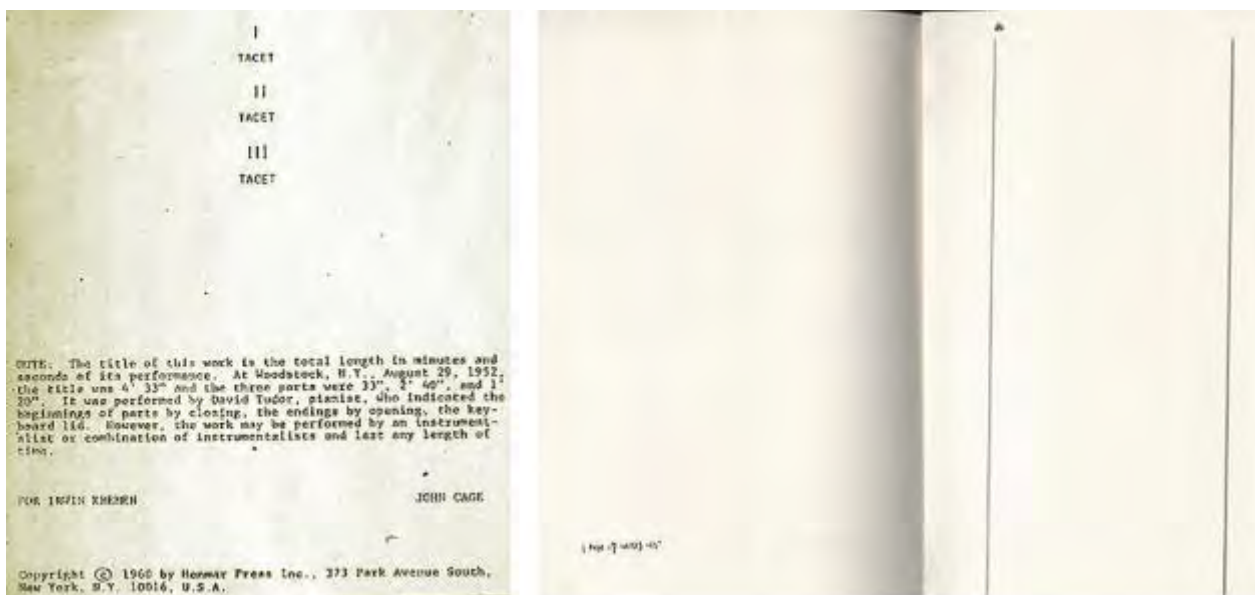 I
TACET
II
TACET
III
TACET
NOTE: The title of this work is the total length in minutes and
seconds of its performance. At Woodstock, N.Y., August 29, 1952,
the title was 4' 33" and the three parts were 33", 2' 40", and 1'
20". It was performed by David Tudor, pianist, who indicated the
beginnings of parts by closing, the endings by opening, the key-
board lid. However, the work may be performed by an instrument-
alist or combination of instrumentalists and last any length of
time.
FOR IRWIN KREMEN
JOHN CAGE
Copyright © 1960 by Henmar Press Inc., 373 Park Avenue South,
New York, N.Y. 10016, U.S.A.